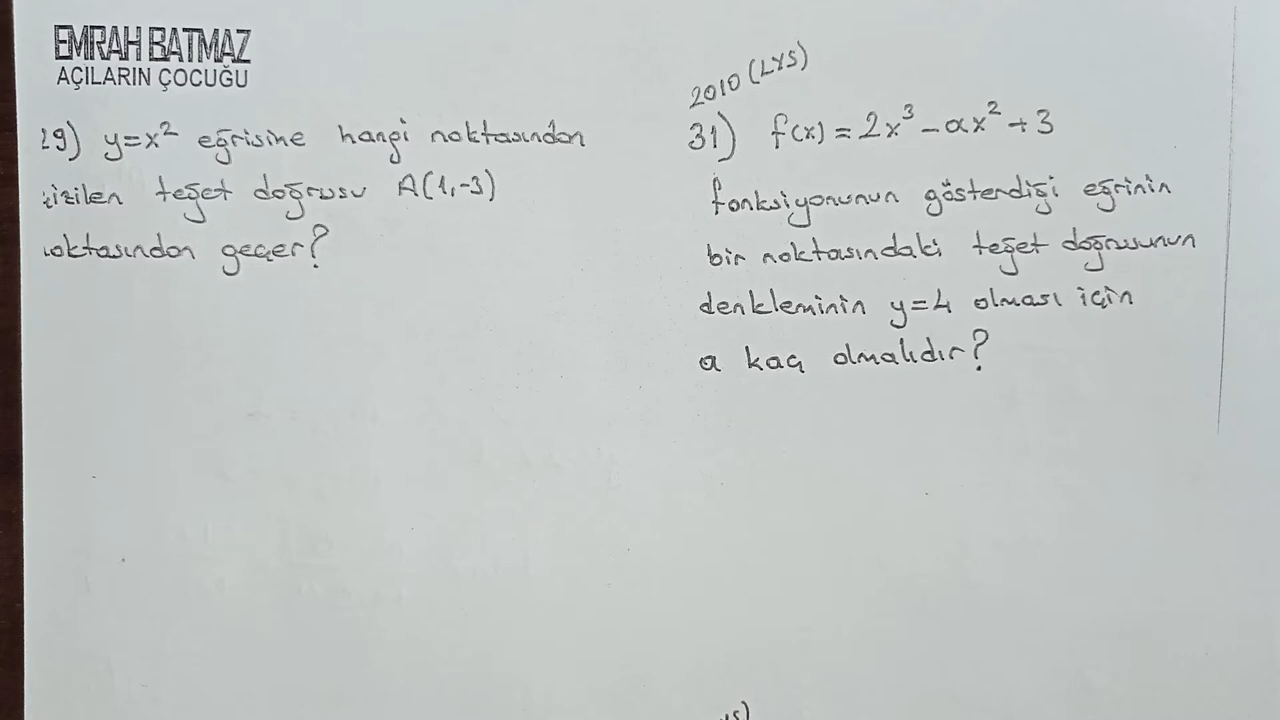 EMRAH BATMAZ
AÇILARIN ÇOCUĞU
29) y=x² eğrisine hangi noktasından
çizilen teğet doğrusu A(1,-3)
noktasından geçer?
2010 (LYS)
31) f(x) = 2x³ - ax² + 3
fonksiyonunun gösterdiği eğrinin
bir noktasındaki teğet doğrusunun
denkleminin y=4 olması için
a kaç olmalıdır?